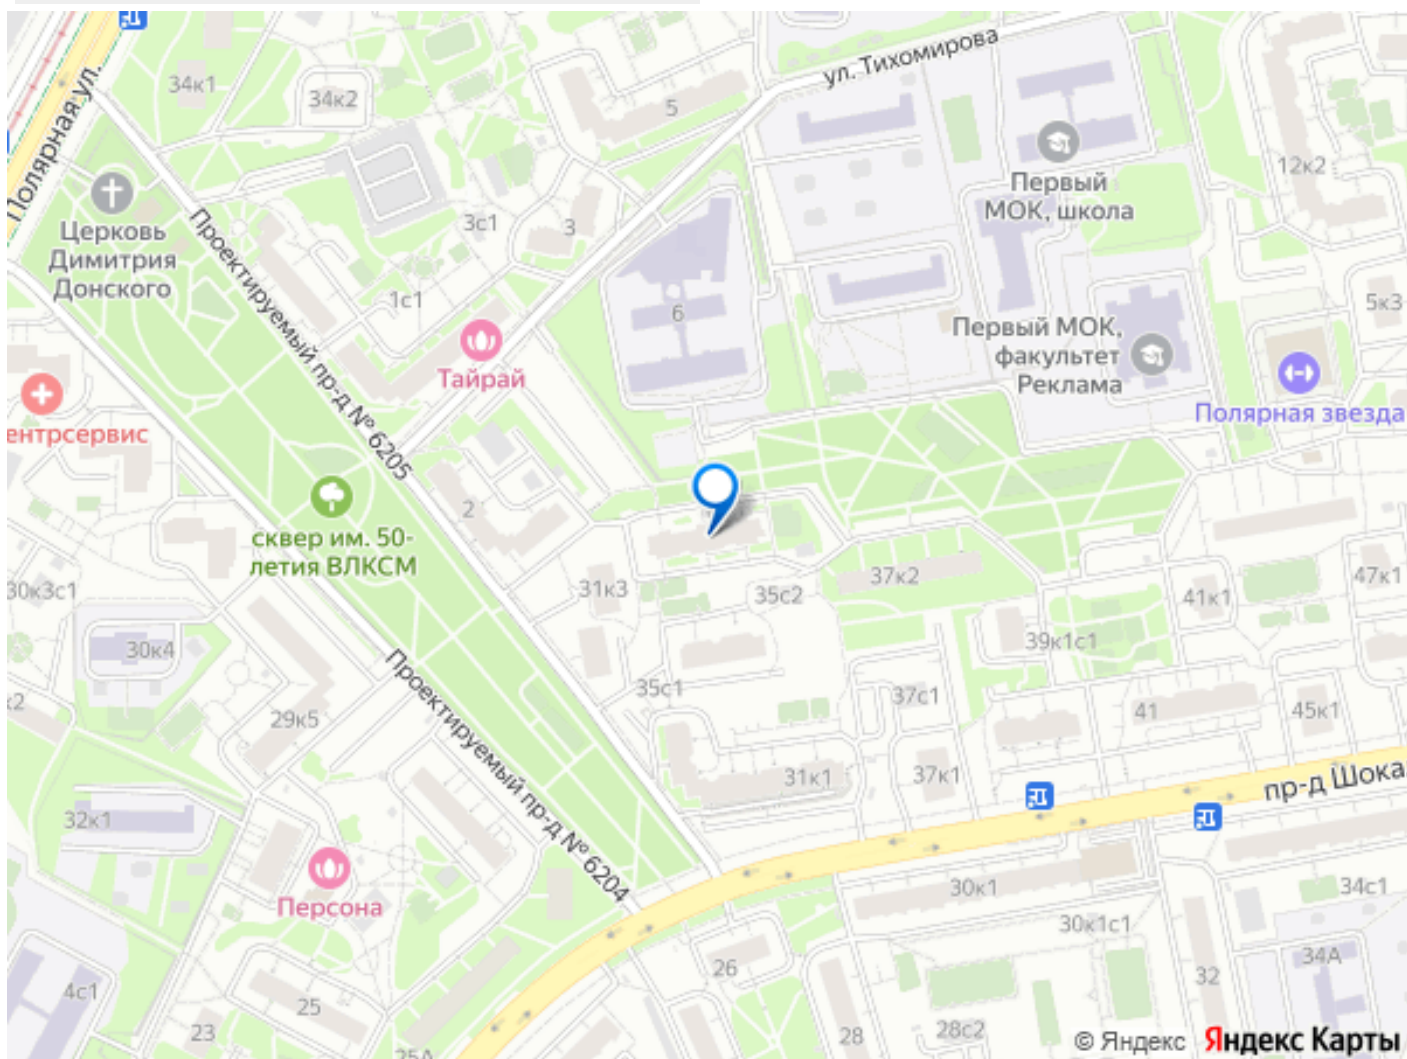 ул. Тихомирова
34к1
34к2
5
Полярная ул.
12к2
Первый
МОК, школа
Церковь
Димитрия
Донского
3с1
3
Проектируемый пр-д № 6205
1с1
6
5к3
Первый МОК,
факультет
Реклама
Тайрай
Полярная звезда
ентрсервис
2
сквер им. 50-
летия ВЛКСМ
30к3с1
31к3
35с2
37к2
41к1
47к1
30к4
39к1с1
Проектируемый пр-д № 6204
35с1
37с1
к2
29к5
41
45к1
31к1
37к1
пр-д Шока
32к1
Персона
30к1
34с1
30к1с1
26
34А
32
4с1
25
23
25А
28
28с2
© Яндекс Яндекс Карты